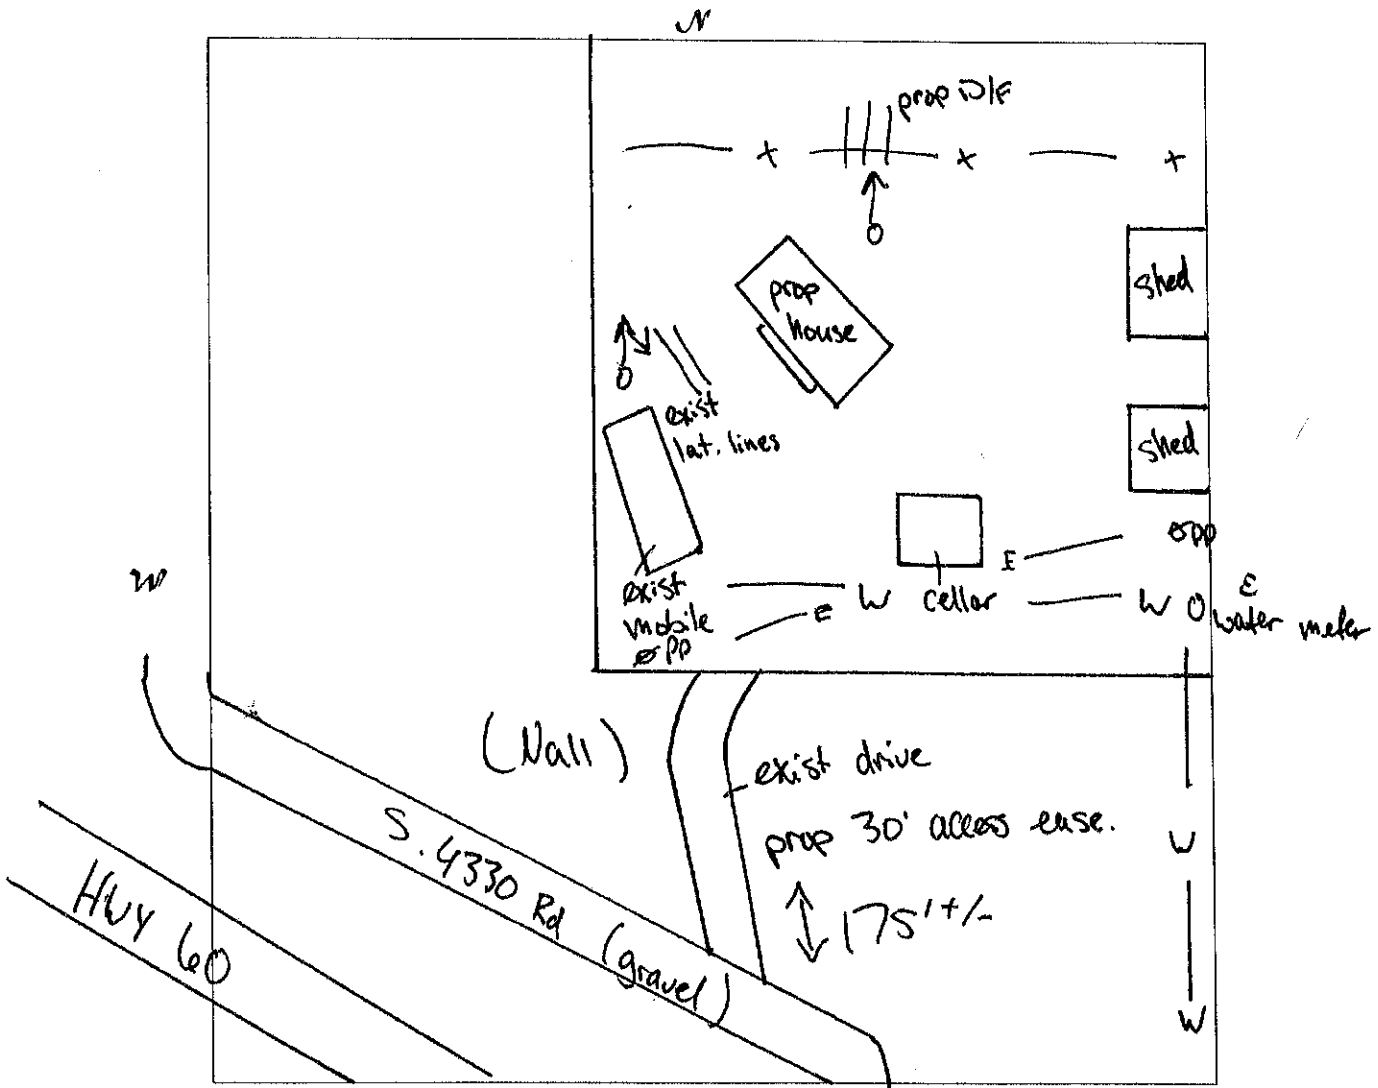 N
prop D/F
prop
house
shed
exist
lat. lines
shed
pp
E
W
exist
mobile
pp
W
E
cellar
W
E
water meter
(Nall)
exist drive
prop 30' access ease.
175' +/-
W
W
S. 4330 Rd (gravel)
HWY 60